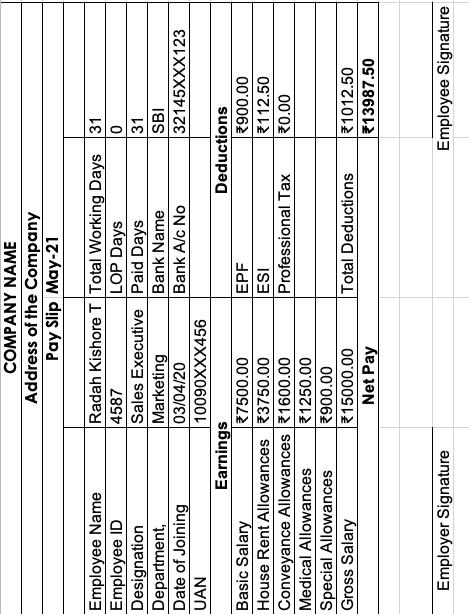 COMPANY NAME
Address of the Company
Pay Slip May-21
Employee Name Radah Kishore T Total Working Days 31
Employee ID 4587 LOP Days 0
Designation Sales Executive Paid Days 31
Department, Marketing Bank Name SBI
Date of Joining 03/04/20 Bank A/c No 32145XXX123
UAN 10090XXX456
Earnings Deductions
Basic Salary ₹7500.00 EPF ₹900.00
House Rent Allowances ₹3750.00 ESI ₹112.50
Conveyance Allowances ₹1600.00 Professional Tax ₹0.00
Medical Allowances ₹1250.00
Special Allowances ₹900.00
Gross Salary ₹15000.00 Total Deductions ₹1012.50
Net Pay ₹13987.50
Employer Signature Employee Signature